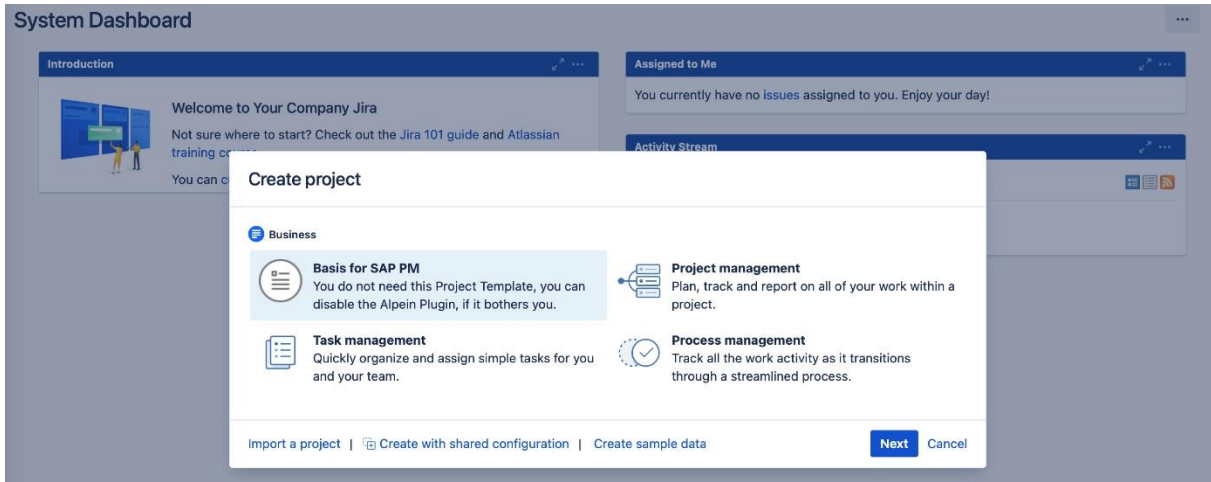 System Dashboard
Introduction
Welcome to Your Company Jira
Not sure where to start? Check out the Jira 101 guide and Atlassian
training
You can
Assigned to Me
You currently have no issues assigned to you. Enjoy your day!
Activity Stream
Create project
Business
Basis for SAP PM
You do not need this Project Template, you can
disable the Alpein Plugin, if it bothers you.
Project management
Plan, track and report on all of your work within a
project.
Task management
Quickly organize and assign simple tasks for you
and your team.
Process management
Track all the work activity as it transitions
through a streamlined process.
Import a project | Create with shared configuration | Create sample data
Next Cancel